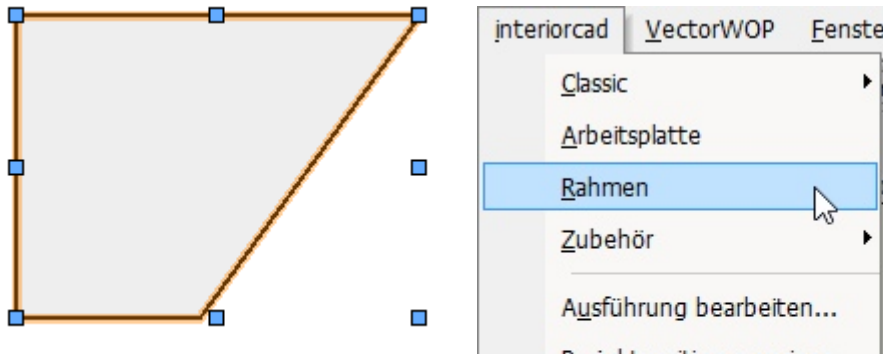 interiorcad VectorWOP Fenste
Classic
Arbeitsplatte
Rahmen
Zubehör
Ausführung bearbeiten...